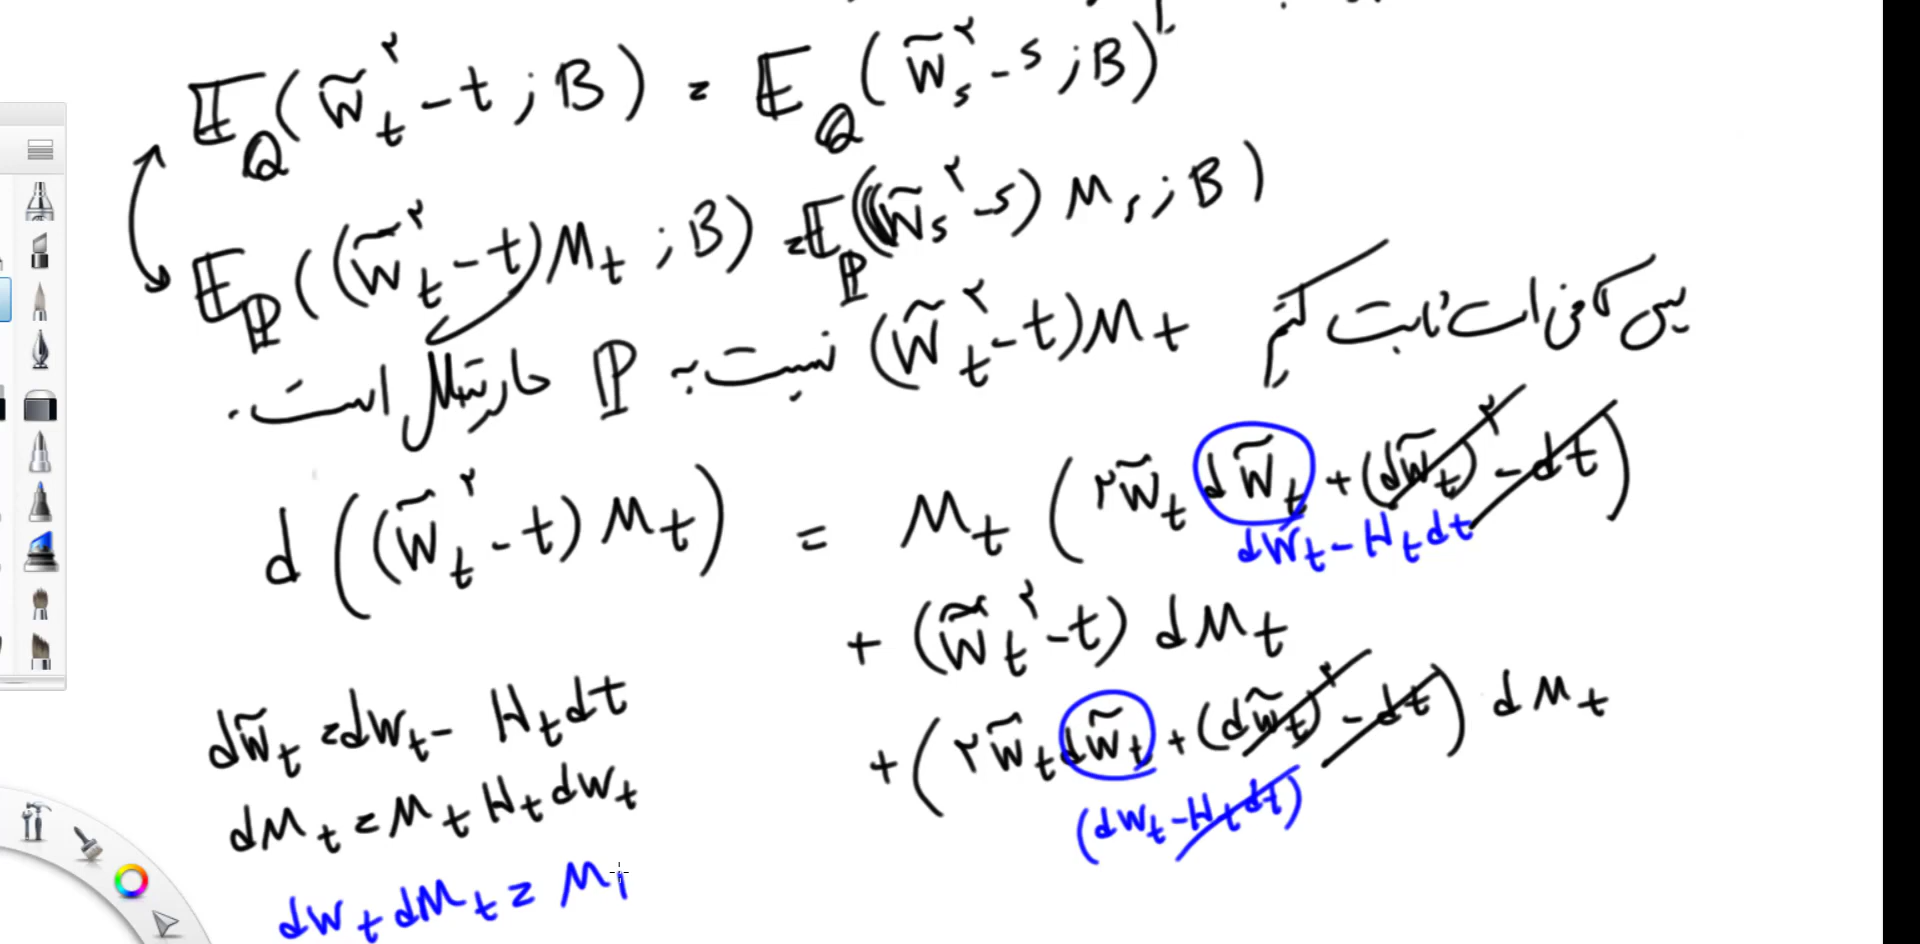 E_Q(W̃_t^۲ - t ; B) = E_Q(W̃_s^۲ - s ; B)
E_P((W̃_t^۲ - t) M_t ; B) = E_P((W̃_s^۲ - s) M_s ; B)
پس کافی است ثابت کنیم (W̃_t^۲ - t) M_t نسبت به P مارتینگل است.
d((W̃_t^۲ - t) M_t) = M_t (۲W̃_t dW̃_t + (dW̃_t)^۲ - dt)
dW_t - H_t dt
+ (W̃_t^۲ - t) dM_t
+ (۲W̃_t dW̃_t + (dW̃_t)^۲ - dt) dM_t
(dW_t - H_t dt)
dW̃_t = dW_t - H_t dt
dM_t = M_t H_t dW_t
dW_t dM_t = M